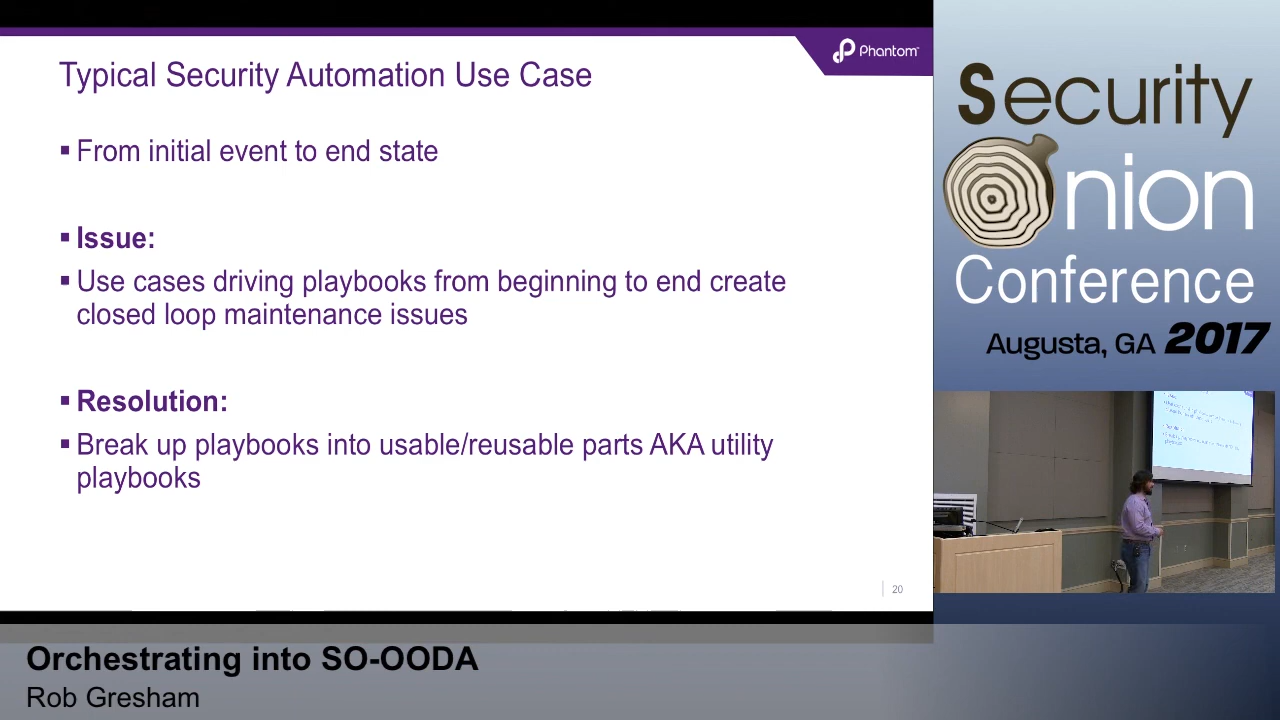 Phantom
Typical Security Automation Use Case
▪ From initial event to end state
▪ Issue:
▪ Use cases driving playbooks from beginning to end create
closed loop maintenance issues
▪ Resolution:
▪ Break up playbooks into usable/reusable parts AKA utility
playbooks
20
Security
Onion
Conference
Augusta, GA 2017
Orchestrating into SO-OODA
Rob Gresham